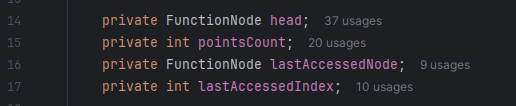 14 private FunctionNode head; 37 usages
15 private int pointsCount; 20 usages
16 private FunctionNode lastAccessedNode; 9 usages
17 private int lastAccessedIndex; 10 usages